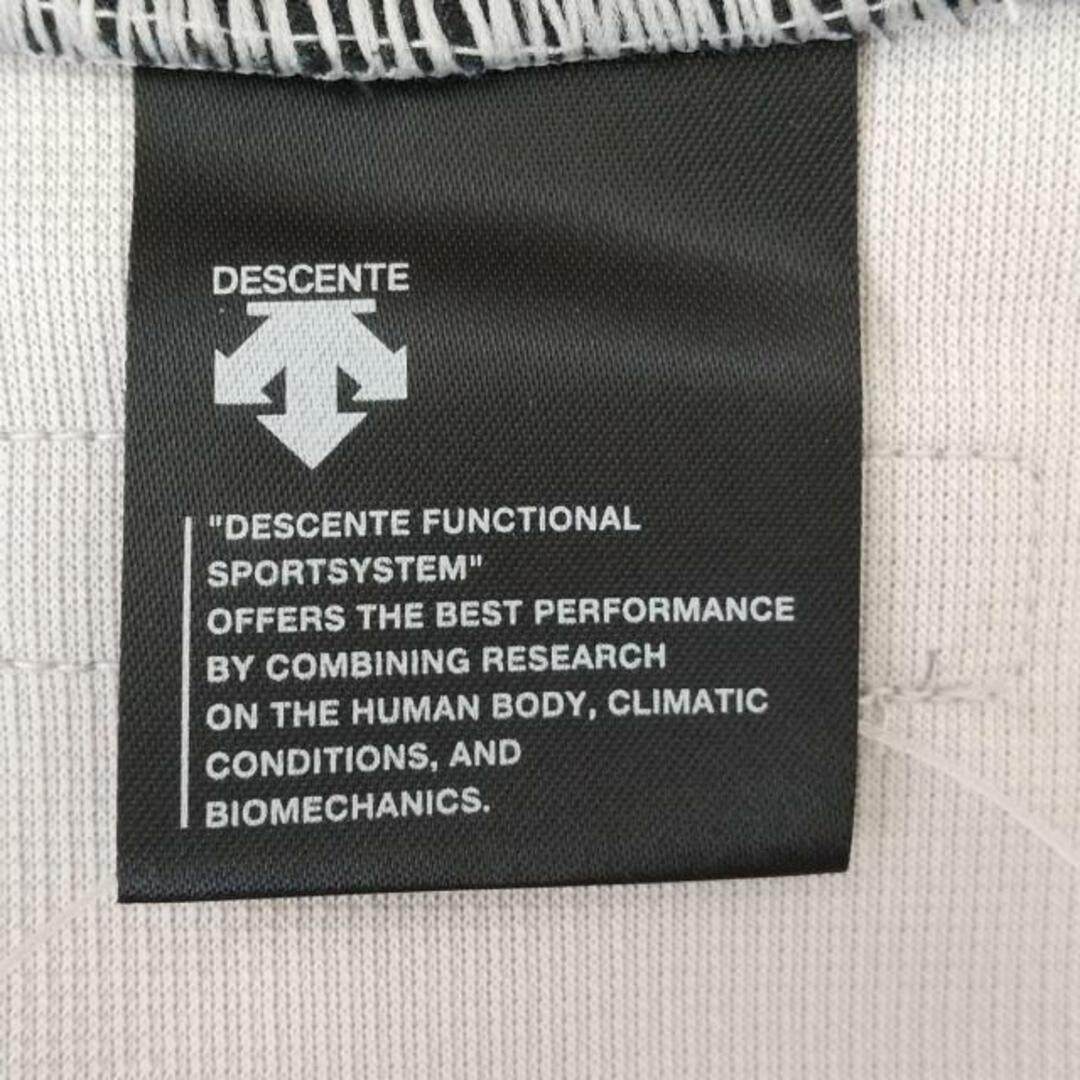 DESCENTE
"DESCENTE FUNCTIONAL
SPORTSYSTEM"
OFFERS THE BEST PERFORMANCE
BY COMBINING RESEARCH
ON THE HUMAN BODY, CLIMATIC
CONDITIONS, AND
BIOMECHANICS.